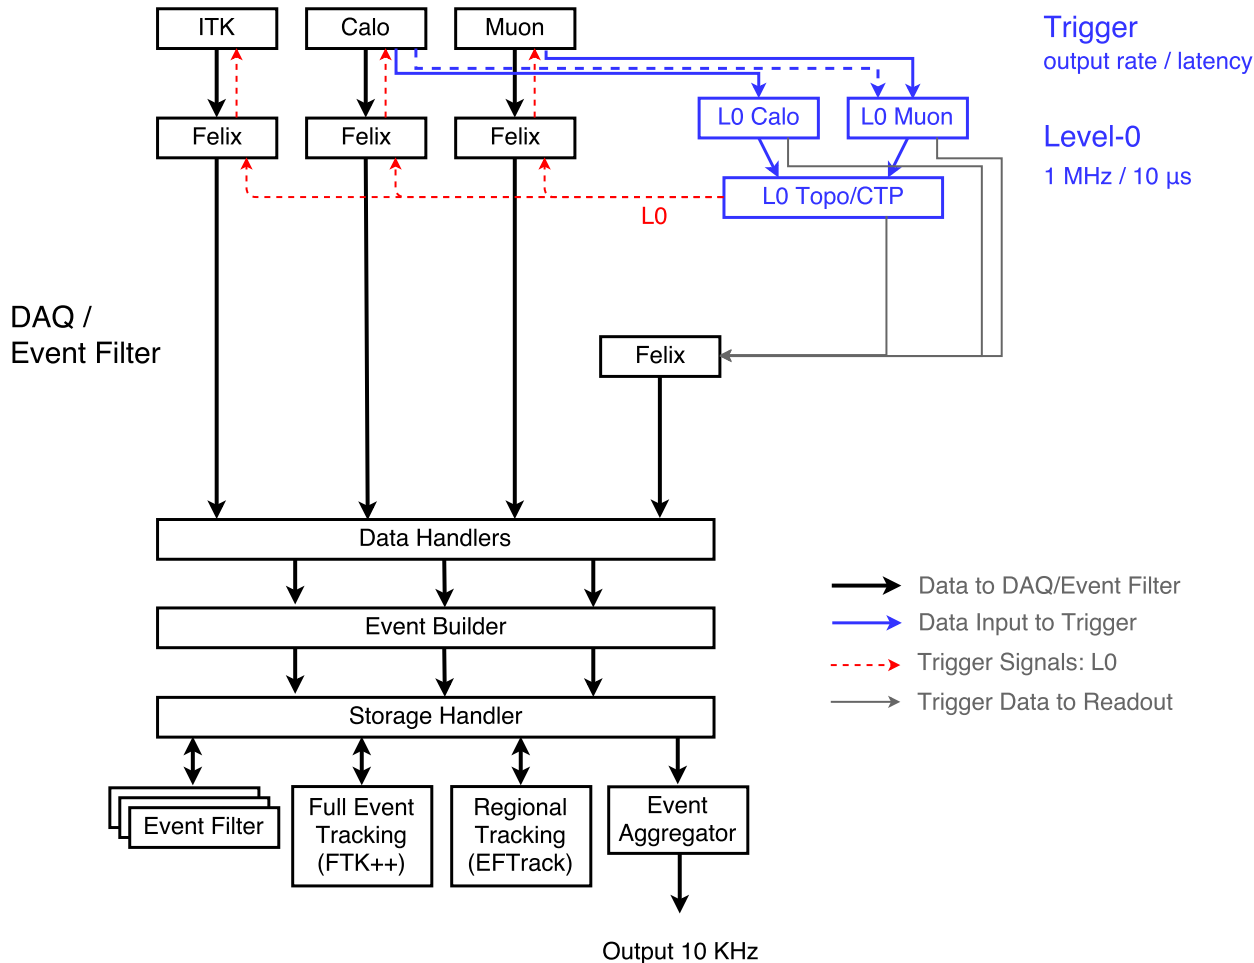 ITK
Calo
Muon
Trigger
output rate / latency
L0 Calo
L0 Muon
Felix
Felix
Felix
Level-0
1 MHz / 10 μs
L0 Topo/CTP
L0
DAQ /
Event Filter
Felix
Data Handlers
Data to DAQ/Event Filter
Data Input to Trigger
Event Builder
Trigger Signals: L0
Trigger Data to Readout
Storage Handler
Event Filter
Full Event
Tracking
(FTK++)
Regional
Tracking
(EFTrack)
Event
Aggregator
Output 10 KHz